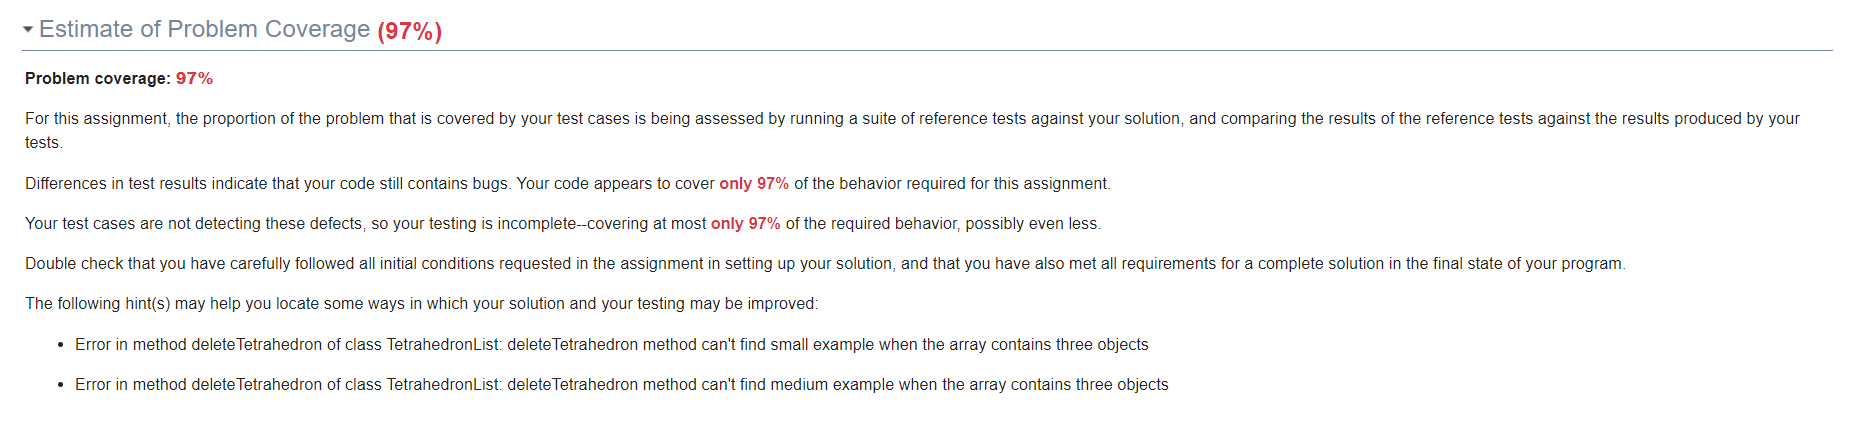 Estimate of Problem Coverage (97%)
Problem coverage: 97%
For this assignment, the proportion of the problem that is covered by your test cases is being assessed by running a suite of reference tests against your solution, and comparing the results of the reference tests against the results produced by your
tests.
Differences in test results indicate that your code still contains bugs. Your code appears to cover only 97% of the behavior required for this assignment.
Your test cases are not detecting these defects, so your testing is incomplete--covering at most only 97% of the required behavior, possibly even less.
Double check that you have carefully followed all initial conditions requested in the assignment in setting up your solution, and that you have also met all requirements for a complete solution in the final state of your program.
The following hint(s) may help you locate some ways in which your solution and your testing may be improved:
• Error in method deleteTetrahedron of class TetrahedronList: deleteTetrahedron method can't find small example when the array contains three objects
• Error in method deleteTetrahedron of class TetrahedronList: deleteTetrahedron method can't find medium example when the array contains three objects